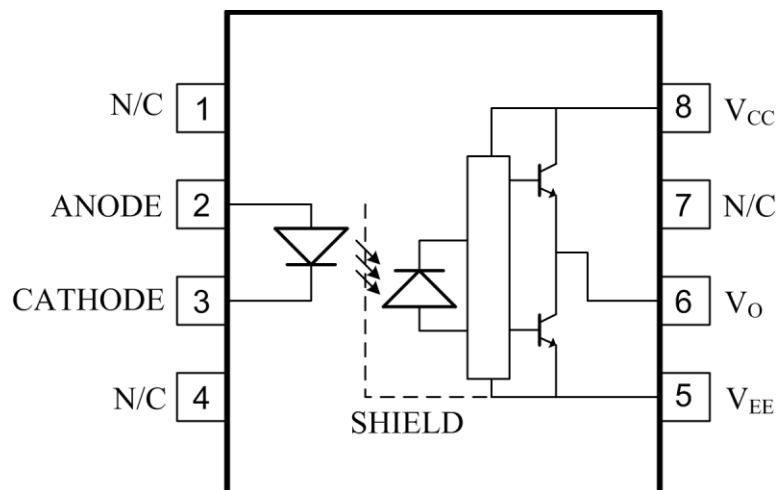 N/C 1
ANODE 2
CATHODE 3
N/C 4
SHIELD
8 VCC
7 N/C
6 VO
5 VEE